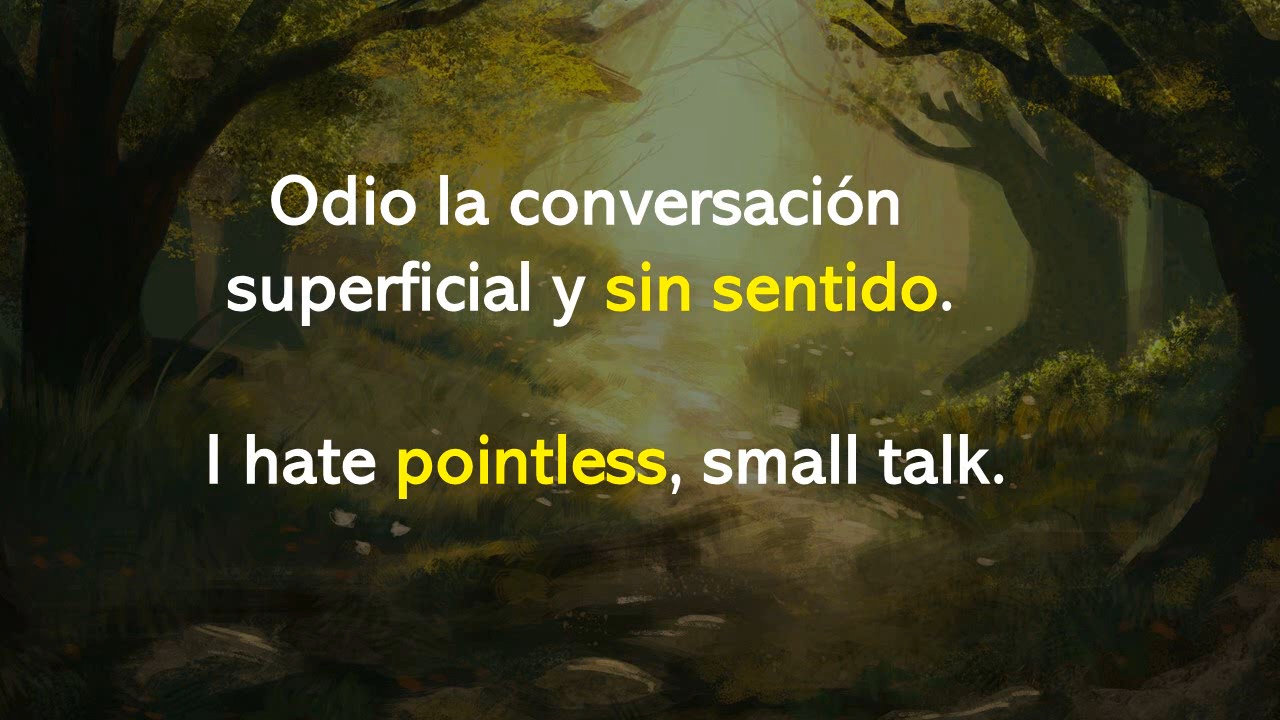 Odio la conversación
superficial y sin sentido.
I hate pointless, small talk.